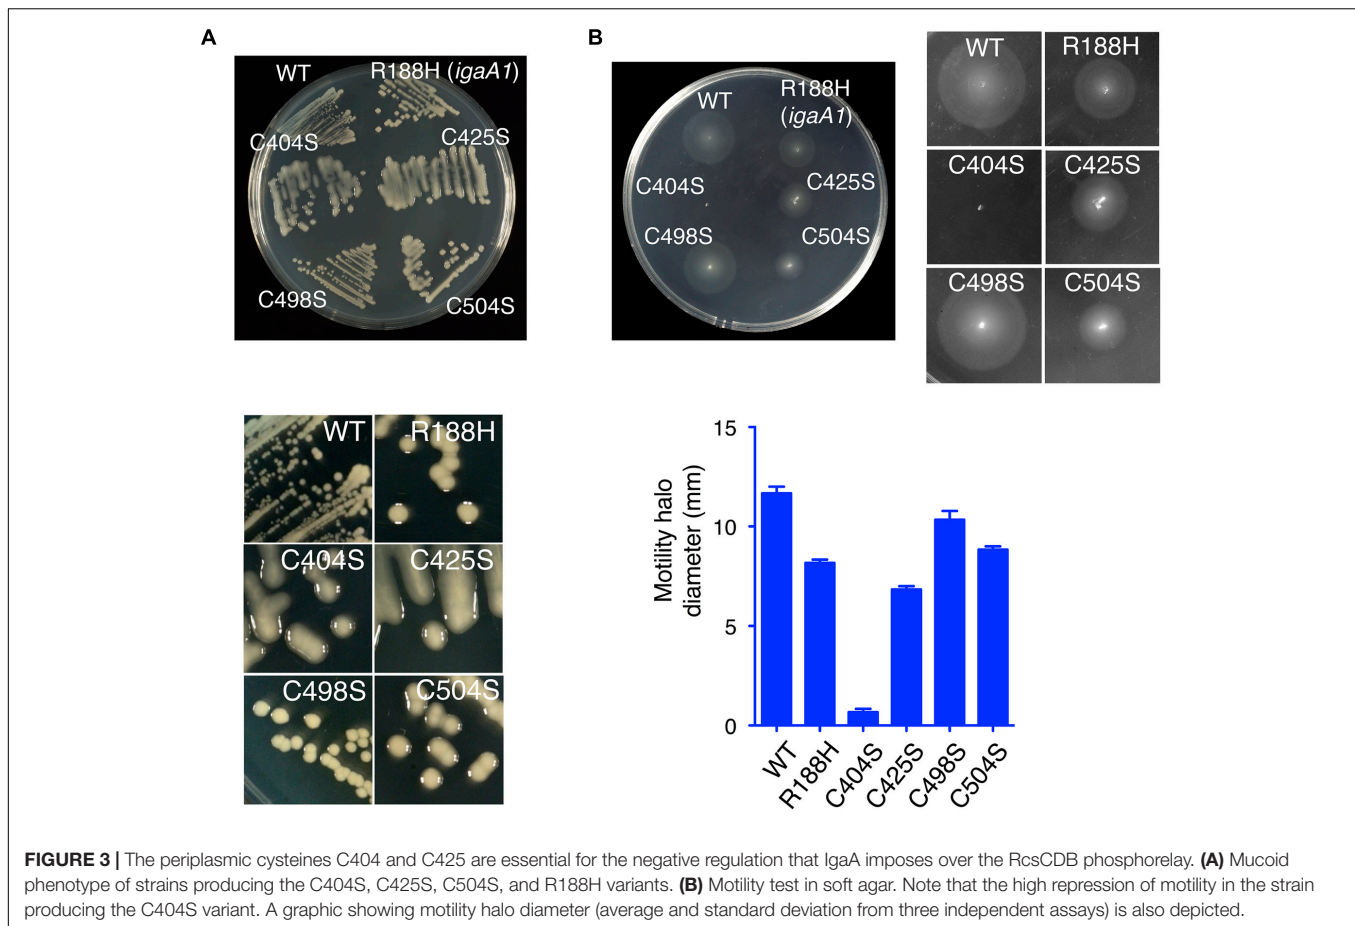 A
WT
R188H (igaA1)
C404S
C425S
C498S
C504S
B
WT
R188H
(igaA1)
C404S
C425S
C498S
C504S
WT
R188H
C404S
C425S
C498S
C504S
WT
R188H
C404S
C425S
C498S
C504S
Motility halo
diameter (mm)
15
10
5
0
WT
R188H
C404S
C425S
C498S
C504S
FIGURE 3 | The periplasmic cysteines C404 and C425 are essential for the negative regulation that IgaA imposes over the RcsCDB phosphorelay. (A) Mucoid
phenotype of strains producing the C404S, C425S, C504S, and R188H variants. (B) Motility test in soft agar. Note that the high repression of motility in the strain
producing the C404S variant. A graphic showing motility halo diameter (average and standard deviation from three independent assays) is also depicted.